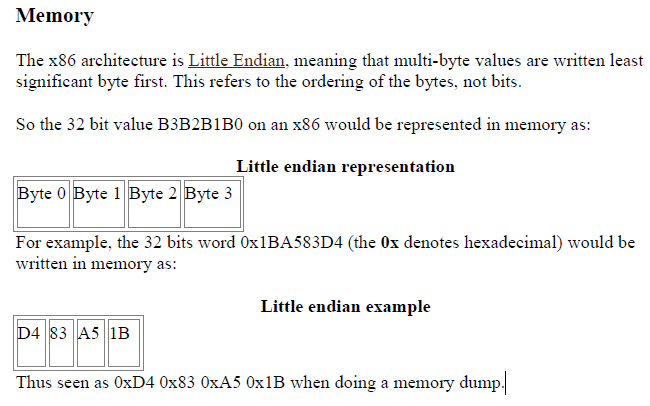 Memory
The x86 architecture is Little Endian, meaning that multi-byte values are written least
significant byte first. This refers to the ordering of the bytes, not bits.
So the 32 bit value B3B2B1B0 on an x86 would be represented in memory as:
Little endian representation
Byte 0 Byte 1 Byte 2 Byte 3
For example, the 32 bits word 0x1BA583D4 (the 0x denotes hexadecimal) would be
written in memory as:
Little endian example
D4 83 A5 1B
Thus seen as 0xD4 0x83 0xA5 0x1B when doing a memory dump.